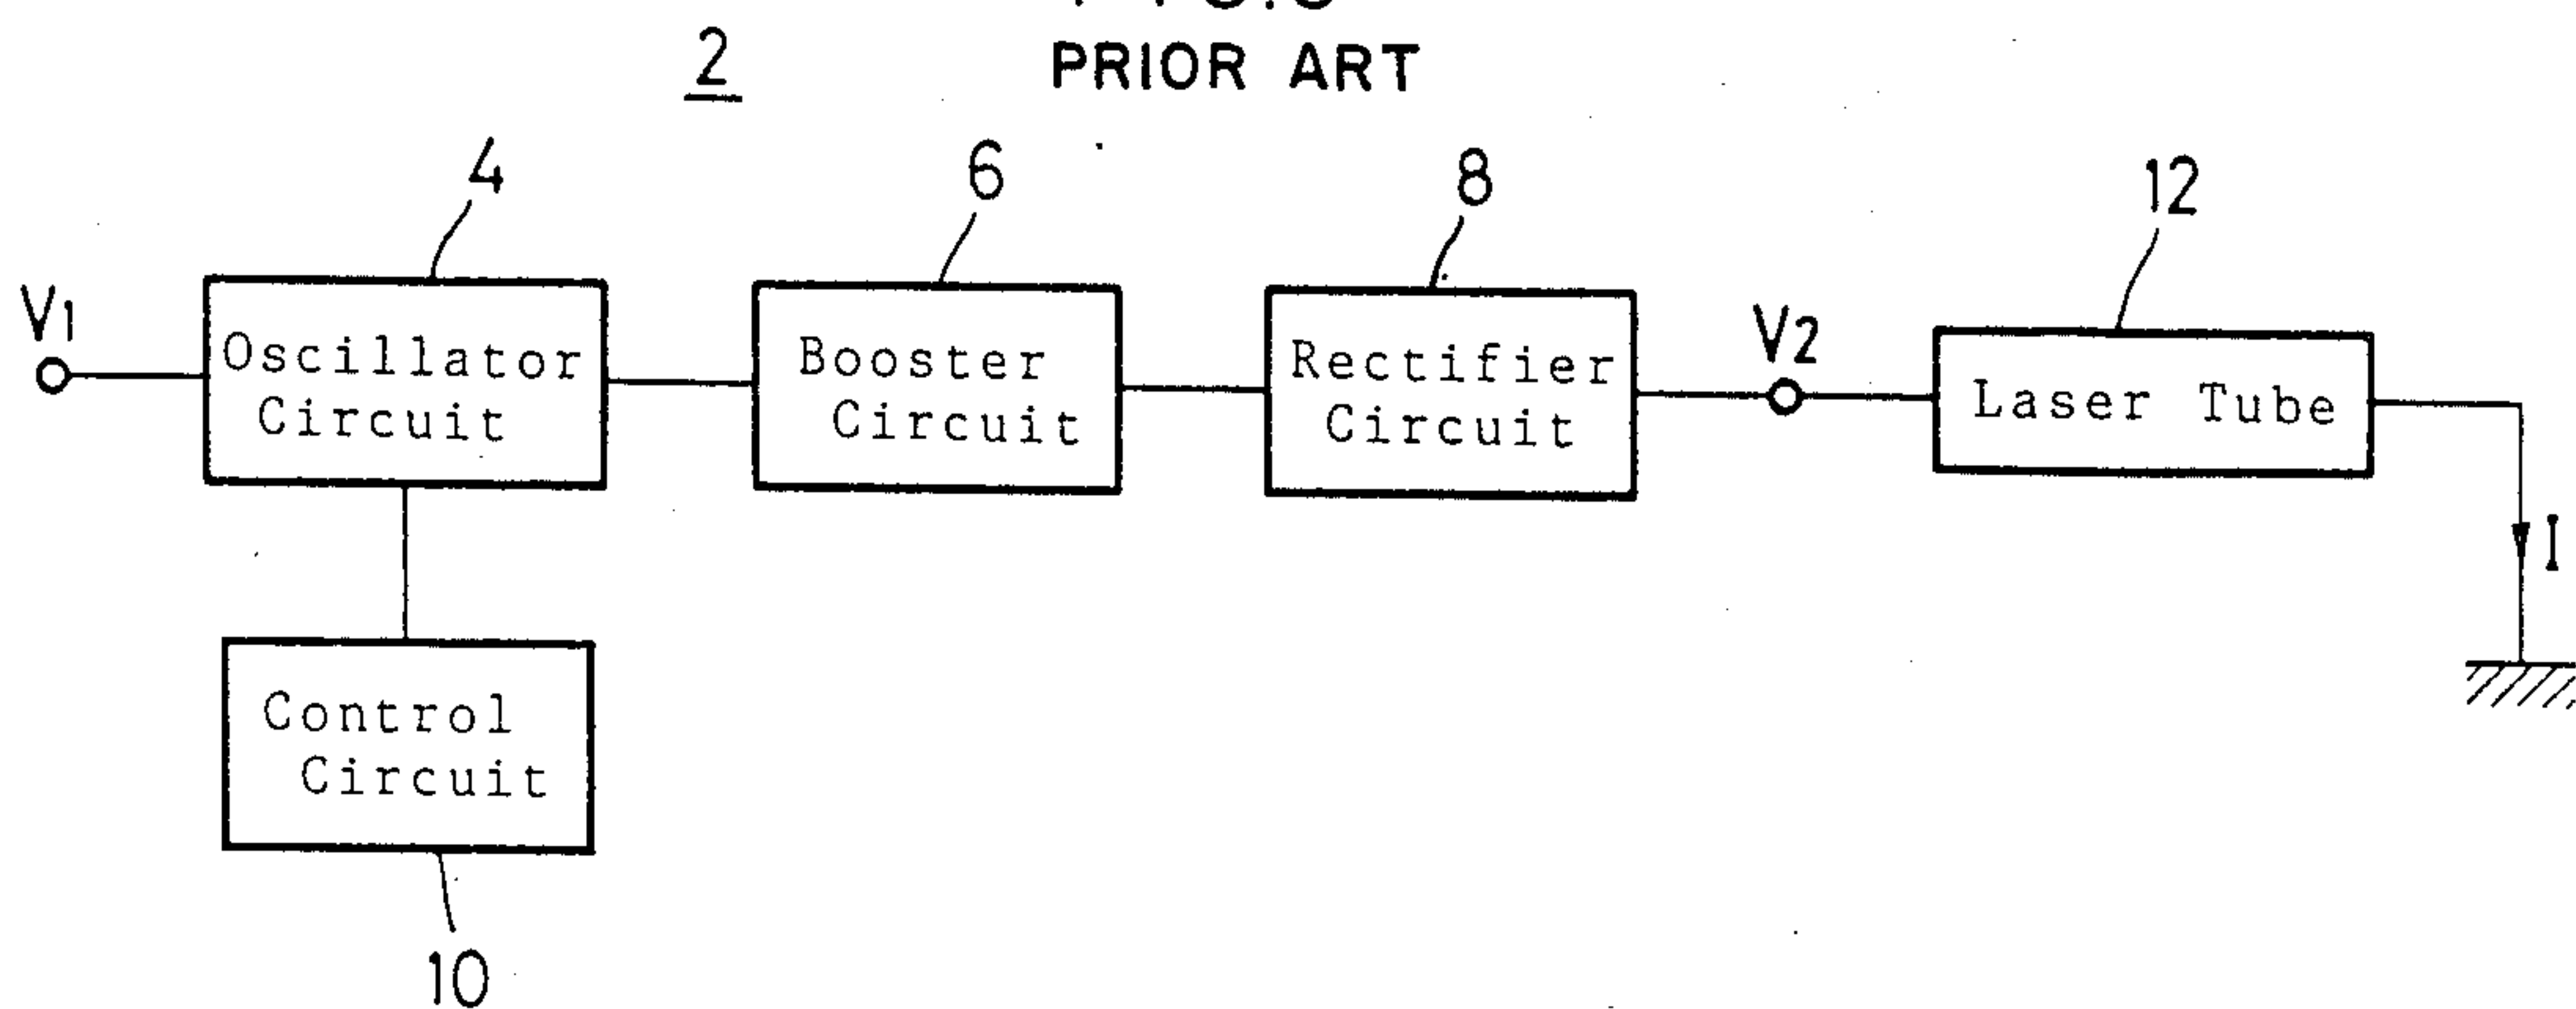 PRIOR ART
2
4
6
8
12
V1
Oscillator
Circuit
Booster
Circuit
Rectifier
Circuit
V2
Laser Tube
I
Control
Circuit
10